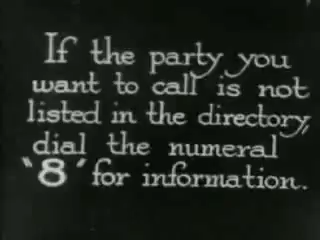 If the party you
want to call is not
listed in the directory,
dial the numeral
"8" for information.